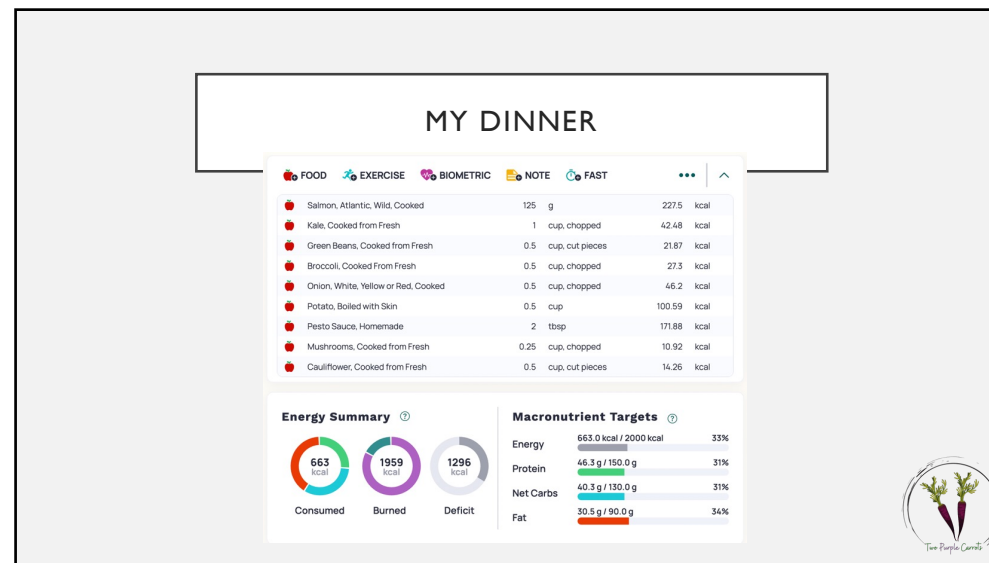 MY DINNER
FOOD EXERCISE BIOMETRIC NOTE FAST
Salmon, Atlantic, Wild, Cooked 125 g 227.5 kcal
Kale, Cooked from Fresh 1 cup, chopped 42.48 kcal
Green Beans, Cooked from Fresh 0.5 cup, cut pieces 21.87 kcal
Broccoli, Cooked From Fresh 0.5 cup, chopped 27.3 kcal
Onion, White, Yellow or Red, Cooked 0.5 cup, chopped 46.2 kcal
Potato, Boiled with Skin 0.5 cup 100.59 kcal
Pesto Sauce, Homemade 2 tbsp 171.88 kcal
Mushrooms, Cooked from Fresh 0.25 cup, chopped 10.92 kcal
Cauliflower, Cooked from Fresh 0.5 cup, cut pieces 14.26 kcal
Energy Summary ?
663 kcal
Consumed
1959 kcal
Burned
1296 kcal
Deficit
Macronutrient Targets ?
Energy 663.0 kcal / 2000 kcal 33%
Protein 46.3 g / 150.0 g 31%
Net Carbs 40.3 g / 130.0 g 31%
Fat 30.5 g / 90.0 g 34%
Two Purple Carrots